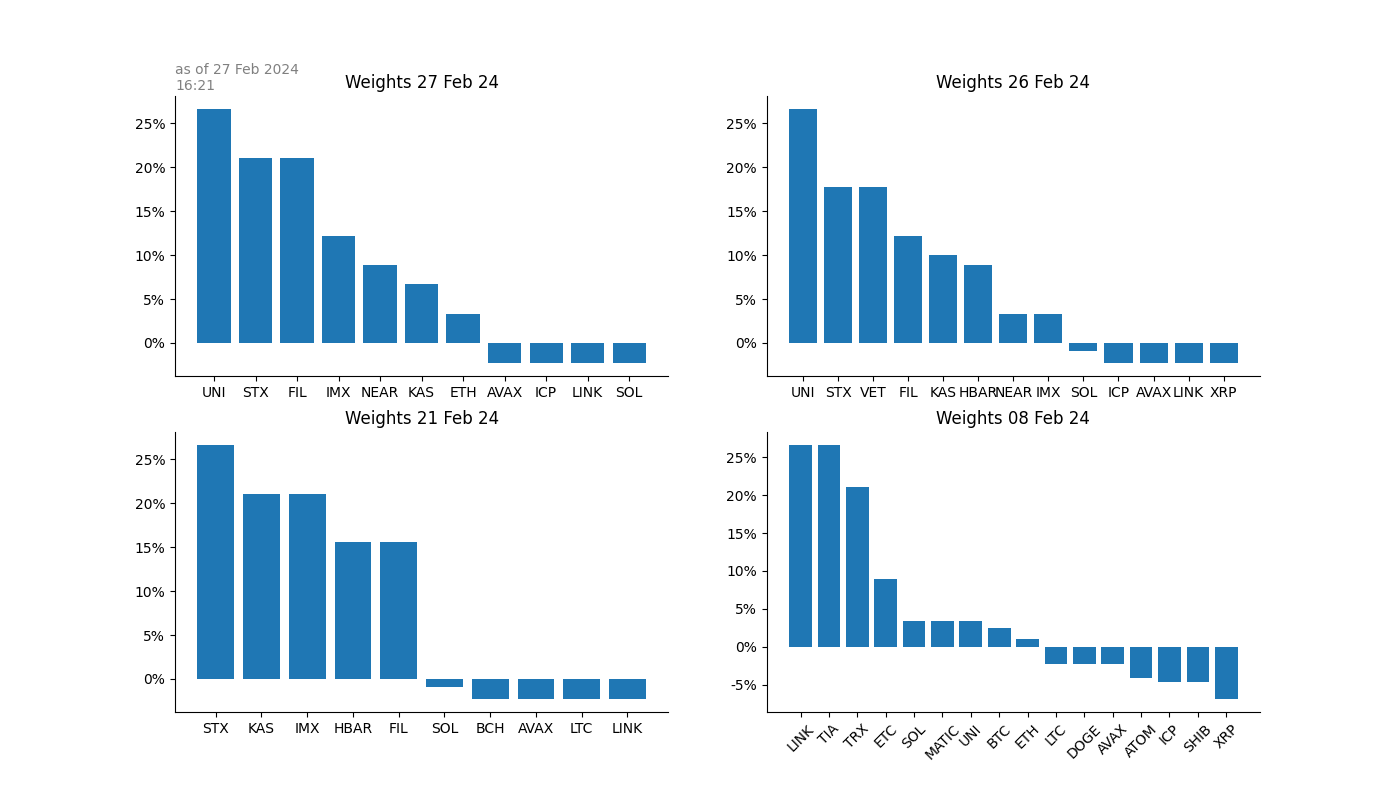 as of 27 Feb 2024
16:21
Weights 27 Feb 24
25%
20%
15%
10%
5%
0%
UNI STX FIL IMX NEAR KAS ETH AVAX ICP LINK SOL
Weights 26 Feb 24
25%
20%
15%
10%
5%
0%
UNI STX VET FIL KAS HBAR NEAR IMX SOL ICP AVAX LINK XRP
Weights 21 Feb 24
25%
20%
15%
10%
5%
0%
STX KAS IMX HBAR FIL SOL BCH AVAX LTC LINK
Weights 08 Feb 24
25%
20%
15%
10%
5%
0%
-5%
LINK TIA TRX ETC SOL MATIC UNI BTC ETH LTC DOGE AVAX ATOM ICP SHIB XRP